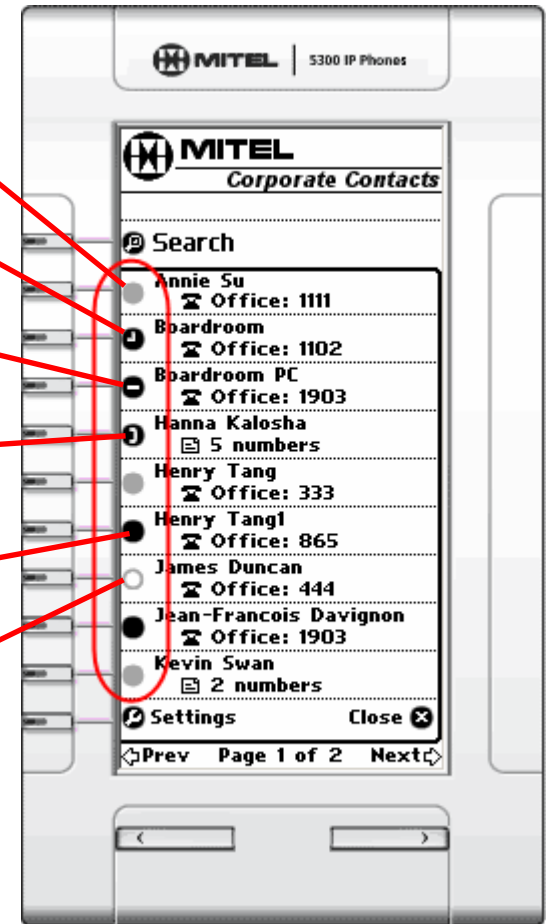 MITEL | 5300 IP Phones
MITEL
Corporate Contacts
Search
Annie Su
Office: 1111
Boardroom
Office: 1102
Boardroom PC
Office: 1903
Hanna Kalosha
5 numbers
Henry Tang
Office: 333
Henry Tang1
Office: 865
James Duncan
Office: 444
Jean-Francois Davignon
Office: 1903
Kevin Swan
2 numbers
Settings Close
Prev Page 1 of 2 Next